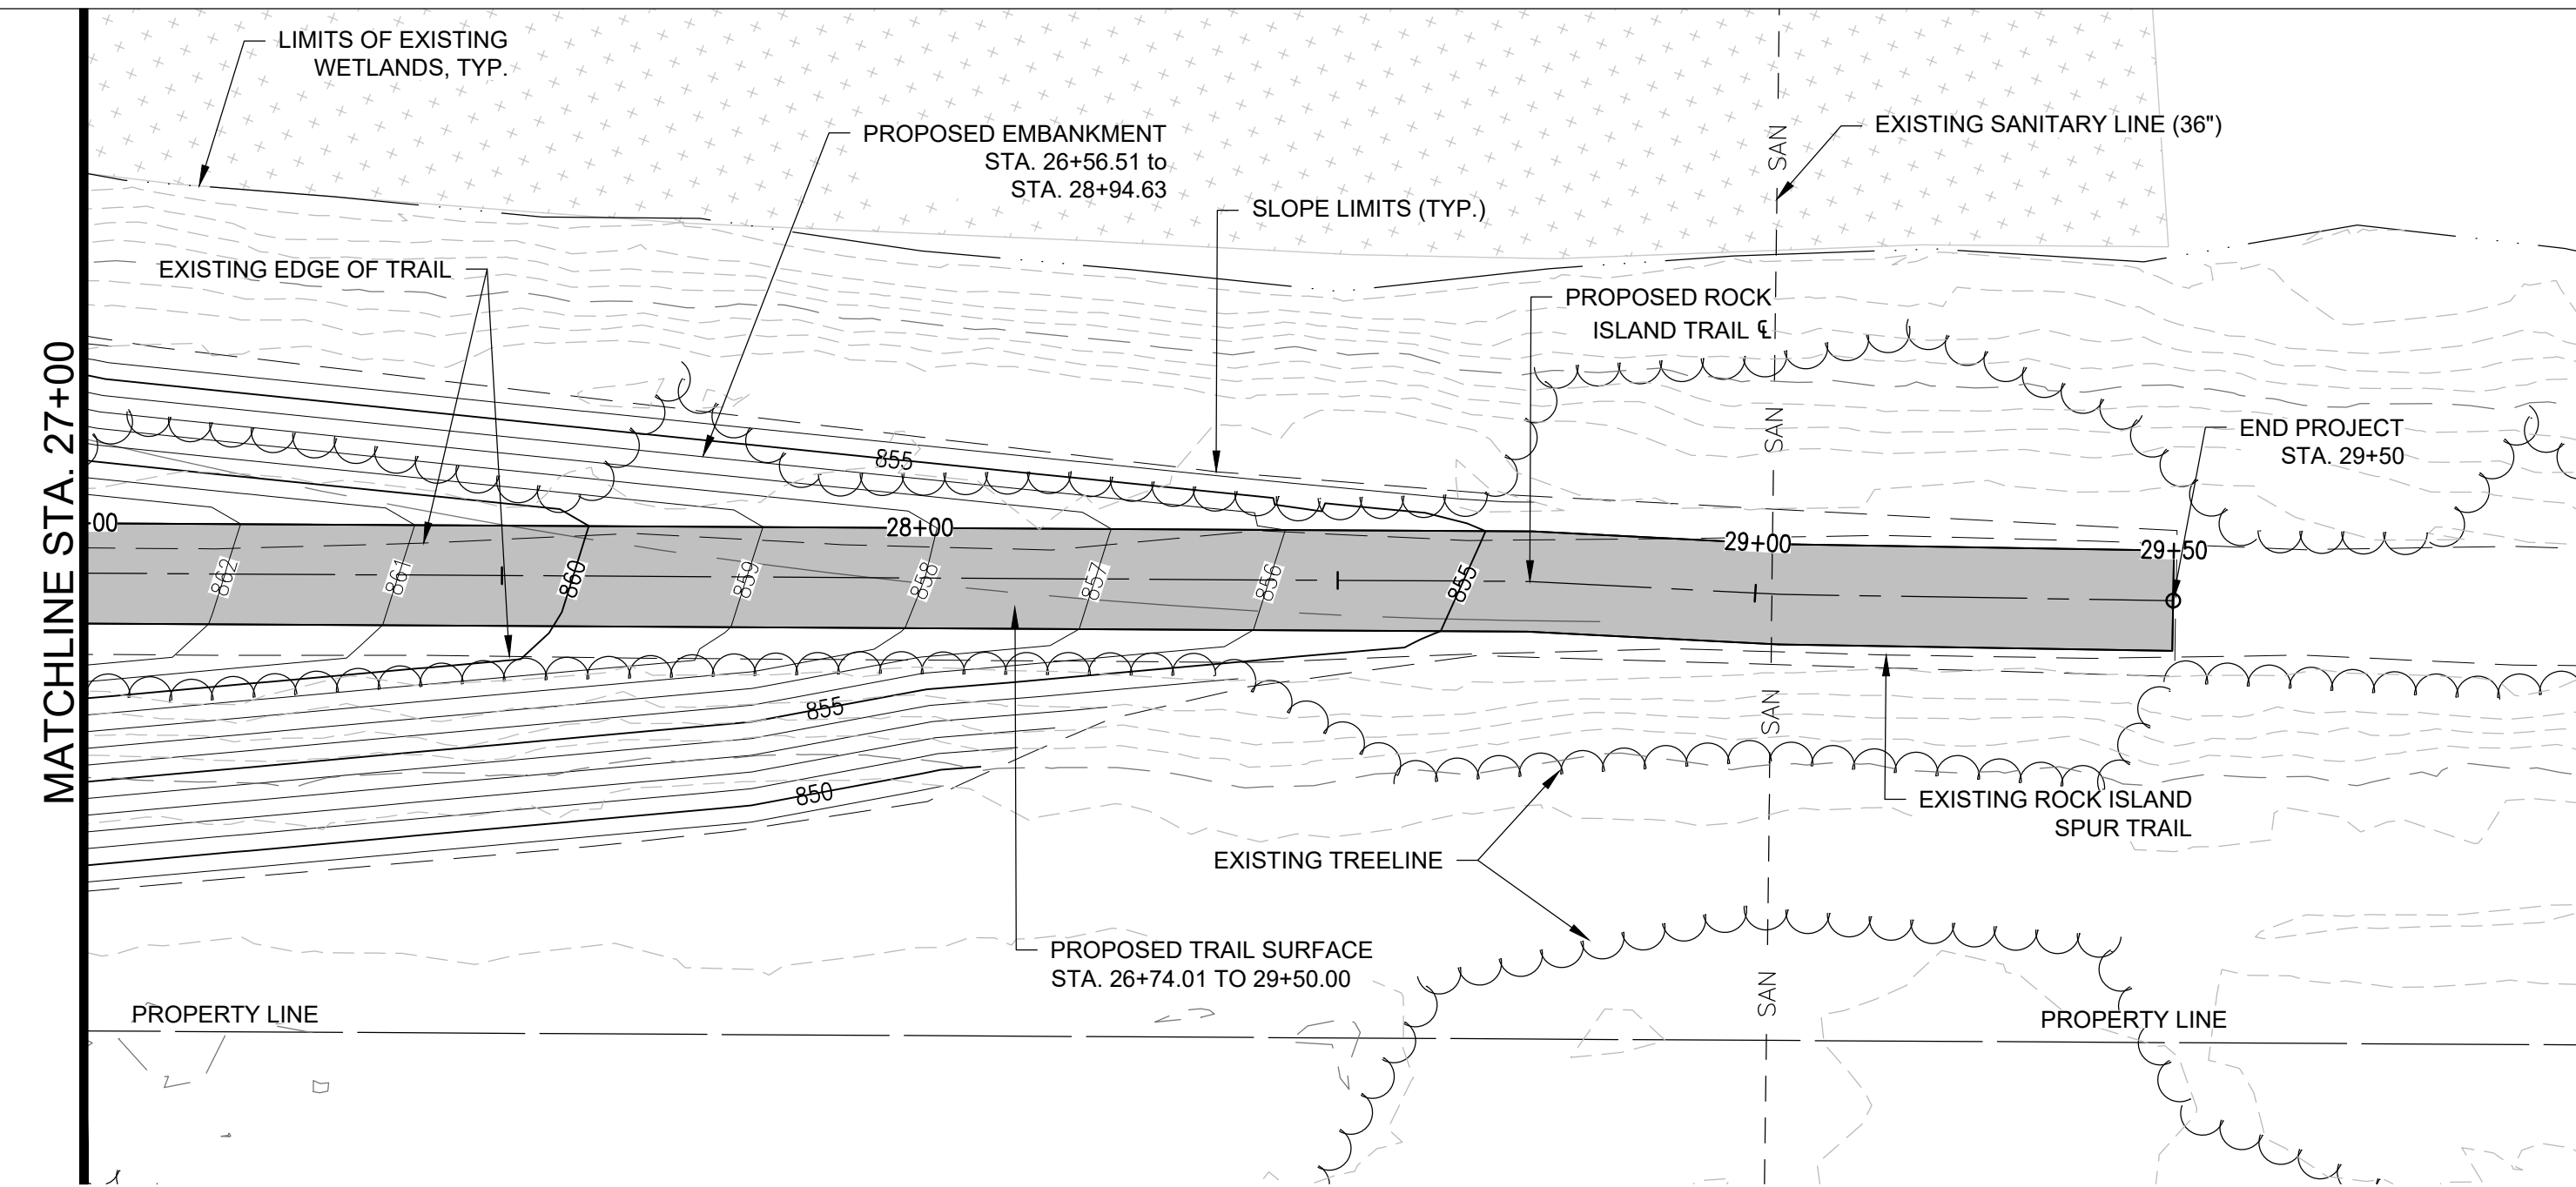 LIMITS OF EXISTING
WETLANDS, TYP.
PROPOSED EMBANKMENT
STA. 26+56.51 to
STA. 28+94.63
EXISTING SANITARY LINE (36")
SAN
SLOPE LIMITS (TYP.)
EXISTING EDGE OF TRAIL
PROPOSED ROCK
ISLAND TRAIL ℄
MATCHLINE STA. 27+00
SAN
END PROJECT
STA. 29+50
855
00
28+00
29+00
29+50
862
861
860
859
858
857
856
855
SAN
855
850
EXISTING ROCK ISLAND
SPUR TRAIL
EXISTING TREELINE
PROPOSED TRAIL SURFACE
STA. 26+74.01 TO 29+50.00
SAN
PROPERTY LINE
PROPERTY LINE